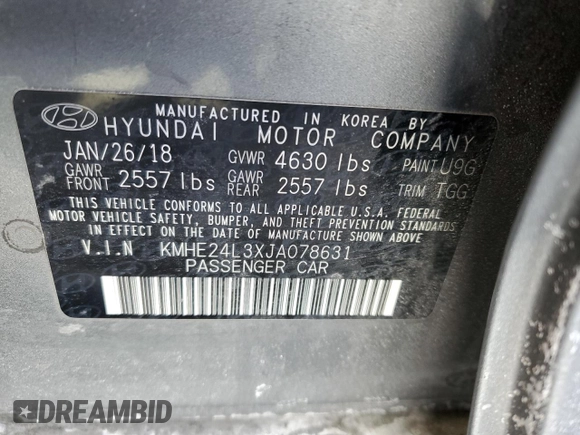 MANUFACTURED IN KOREA BY
HYUNDAI MOTOR COMPANY
JAN/26/18 GVWR 4630 lbs PAINT U9G
GAWR FRONT 2557 lbs GAWR REAR 2557 lbs TRIM TGG
THIS VEHICLE CONFORMS TO ALL APPLICABLE U.S.A. FEDERAL
MOTOR VEHICLE SAFETY, BUMPER, AND THEFT PREVENTION STANDARDS
IN EFFECT ON THE DATE OF MANUFACTURE SHOWN ABOVE.
V.I.N KMHE24L3XJA078631
PASSENGER CAR
DREAMBID